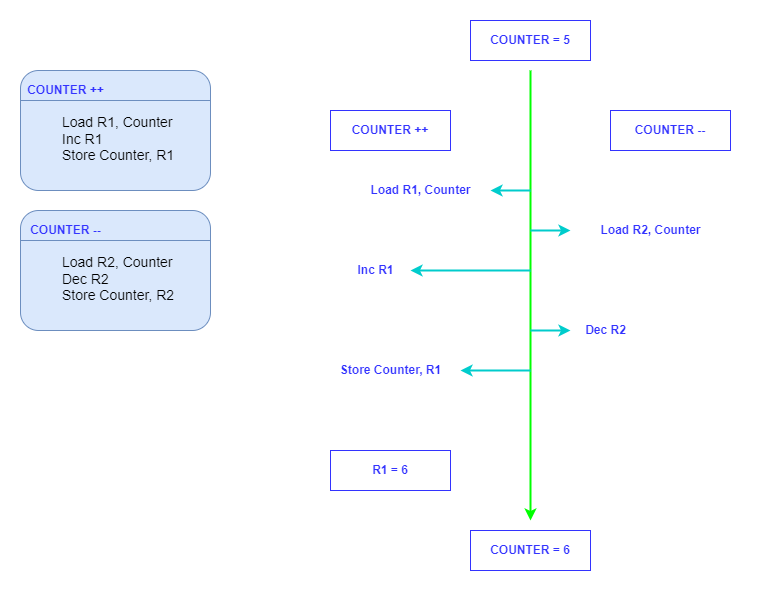 COUNTER = 5
COUNTER ++
Load R1, Counter
Inc R1
Store Counter, R1
COUNTER --
Load R2, Counter
Dec R2
Store Counter, R2
COUNTER ++
COUNTER --
Load R1, Counter
Load R2, Counter
Inc R1
Dec R2
Store Counter, R1
R1 = 6
COUNTER = 6